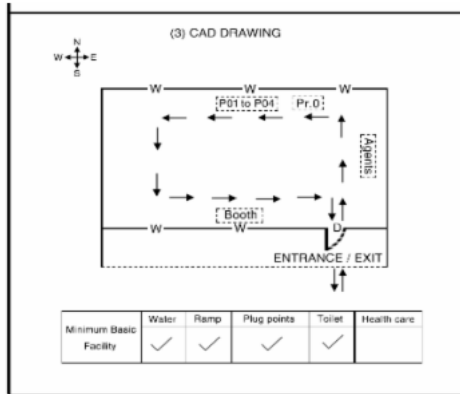 (3) CAD DRAWING
N
W E
S
W W W
P01 to P04 Pr.0
Agents
Booth
W W D
ENTRANCE / EXIT
Minimum Basic Facility Water Ramp Plug points Toilet Health care
✓ ✓ ✓ ✓